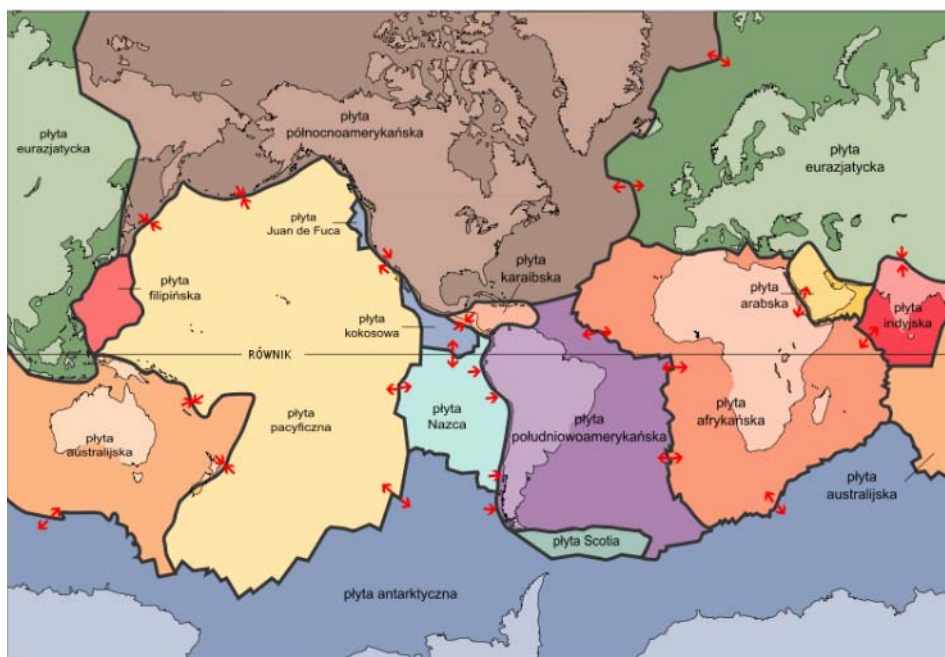 płyta
eurazjatycka
płyta
północnoamerykańska
płyta
eurazjatycka
płyta
Juan de Fuca
płyta
karaibska
płyta
filipińska
płyta
arabska
płyta
indyjska
płyta
kokosowa
RÓWNIK
płyta
australijska
płyta
pacyficzna
płyta
Nazca
płyta
południowoamerykańska
płyta
afrykańska
płyta
australijska
płyta Scotia
płyta antarktyczna